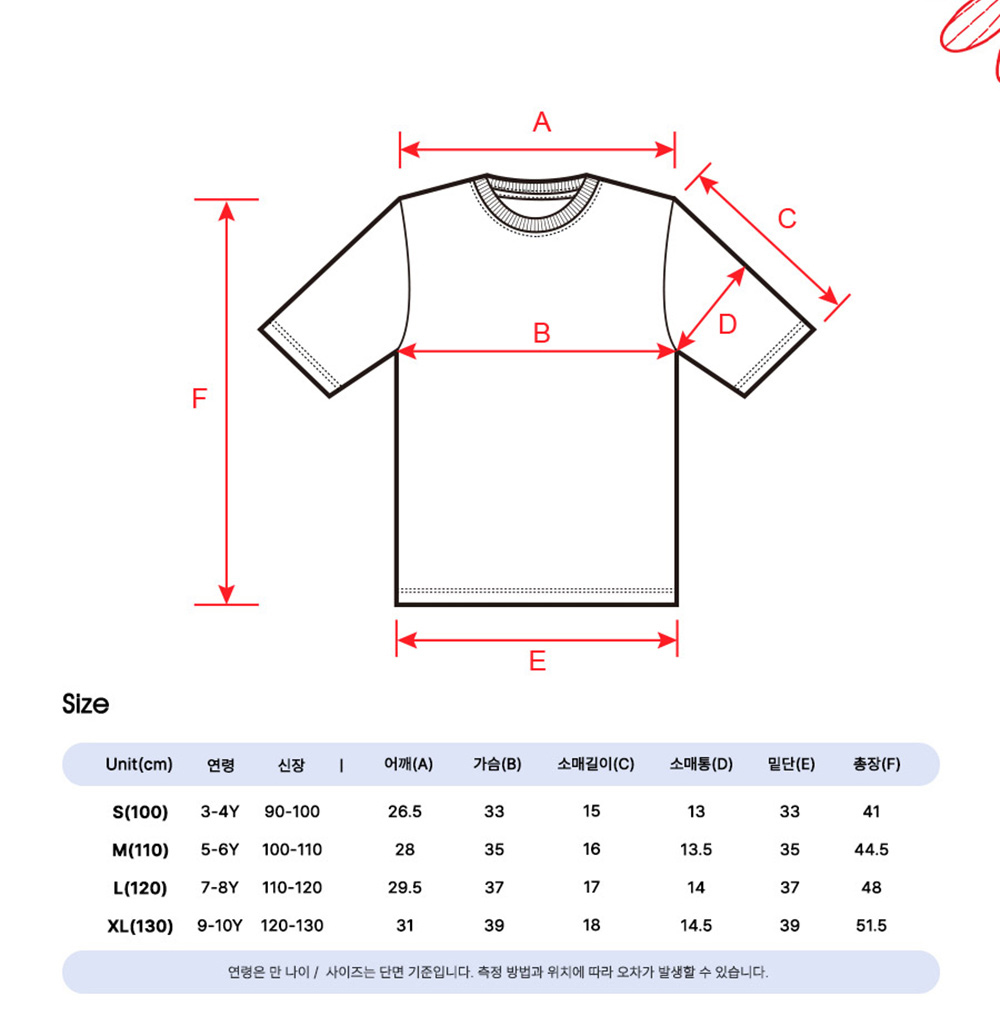 A
C
D
B
F
E
Size
Unit(cm) 연령 신장 | 어깨(A) 가슴(B) 소매길이(C) 소매통(D) 밑단(E) 총장(F)
S(100) 3-4Y 90-100 26.5 33 15 13 33 41
M(110) 5-6Y 100-110 28 35 16 13.5 35 44.5
L(120) 7-8Y 110-120 29.5 37 17 14 37 48
XL(130) 9-10Y 120-130 31 39 18 14.5 39 51.5
연령은 만 나이 / 사이즈는 단면 기준입니다. 측정 방법과 위치에 따라 오차가 발생할 수 있습니다.